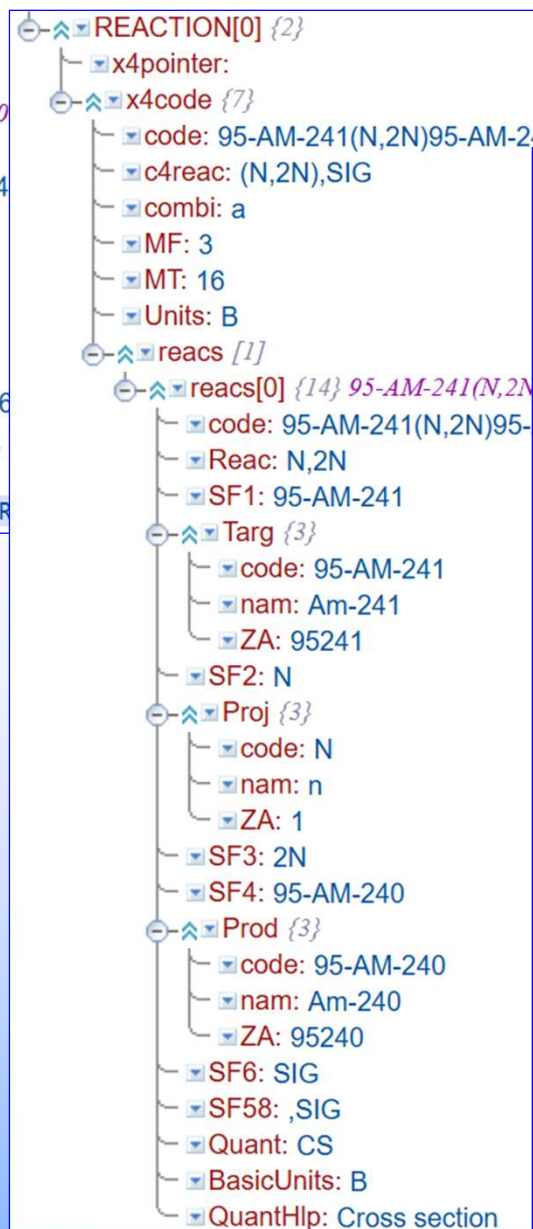 REACTION[0] {2}
x4pointer:
x4code {7}
code: 95-AM-241(N,2N)95-AM-24
c4reac: (N,2N),SIG
combi: a
MF: 3
MT: 16
Units: B
reacs [1]
reacs[0] {14} 95-AM-241(N,2N
code: 95-AM-241(N,2N)95-
Reac: N,2N
SF1: 95-AM-241
Targ {3}
code: 95-AM-241
nam: Am-241
ZA: 95241
SF2: N
Proj {3}
code: N
nam: n
ZA: 1
SF3: 2N
SF4: 95-AM-240
Prod {3}
code: 95-AM-240
nam: Am-240
ZA: 95240
SF6: SIG
SF58: ,SIG
Quant: CS
BasicUnits: B
QuantHlp: Cross section